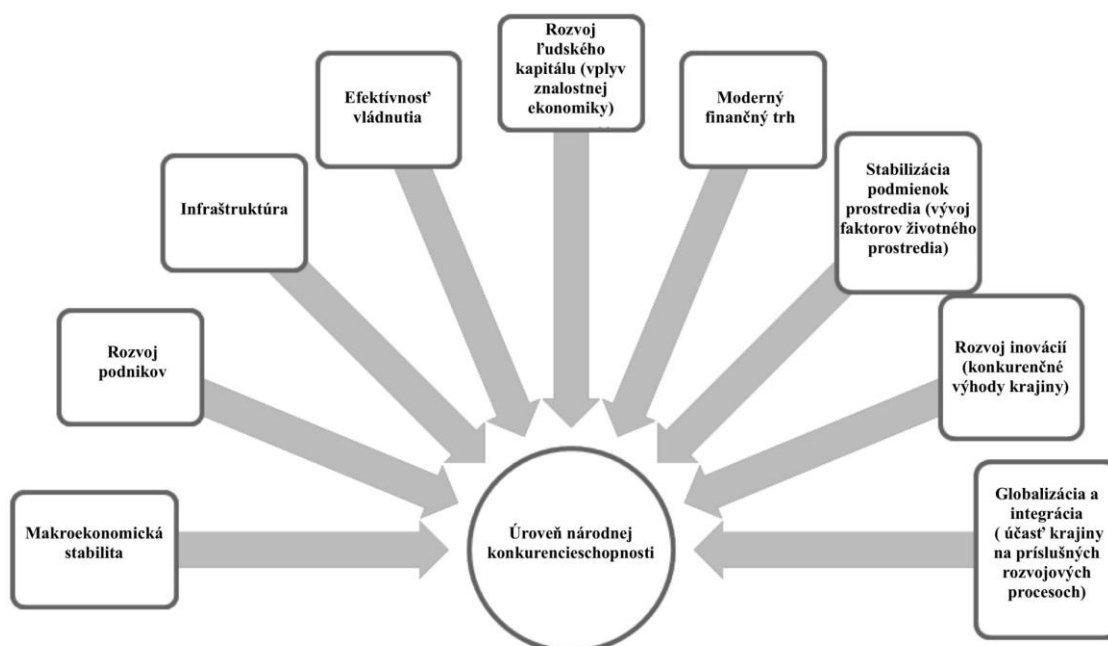 Makroekonomická
stabilita
Rozvoj
podnikov
Infraštruktúra
Efektívnosť
vládnutia
Rozvoj
ľudského
kapitálu (vplyv
znalostnej
ekonomiky)
Moderný
finančný trh
Stabilizácia
podmienok
prostredia (vývoj
faktorov životného
prostredia)
Rozvoj inovácií
(konkurenčné
výhody krajiny)
Globalizácia a
integrácia
( účasť krajiny
na príslušných
rozvojových
procesoch)
Úroveň národnej
konkurencieschopnosti